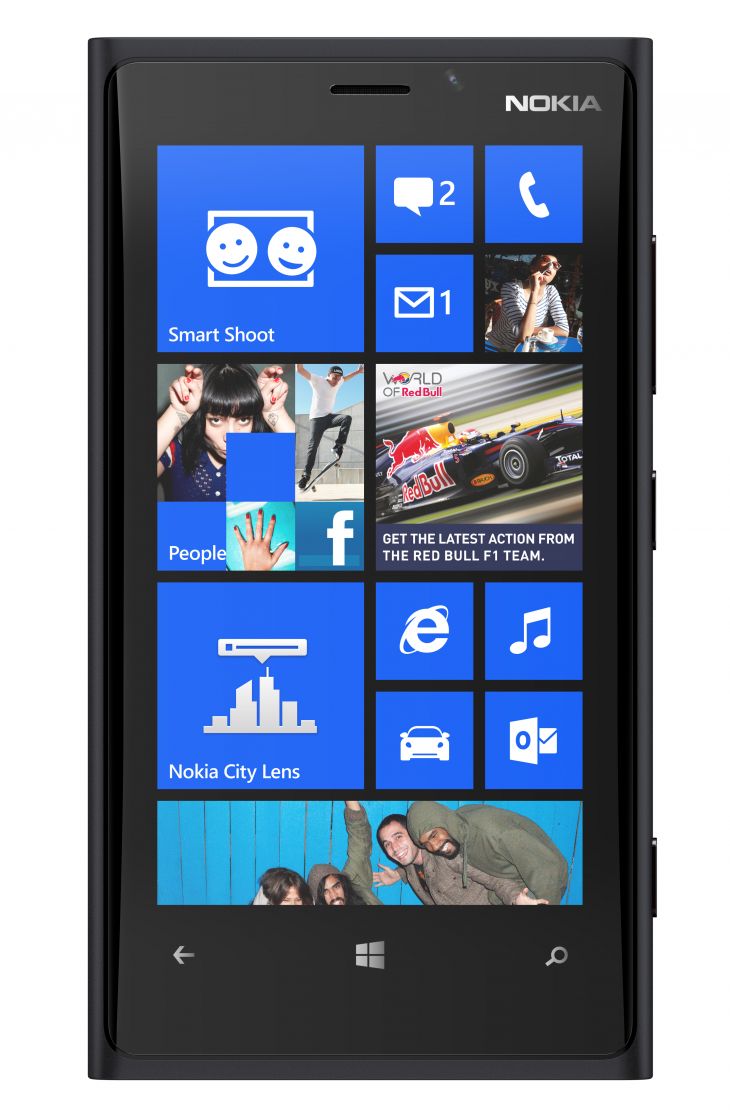 NOKIA
2
1
Smart Shoot
WORLD
OF Red Bull
Red Bull
TOTAL
People
f
GET THE LATEST ACTION FROM
THE RED BULL F1 TEAM.
Nokia City Lens